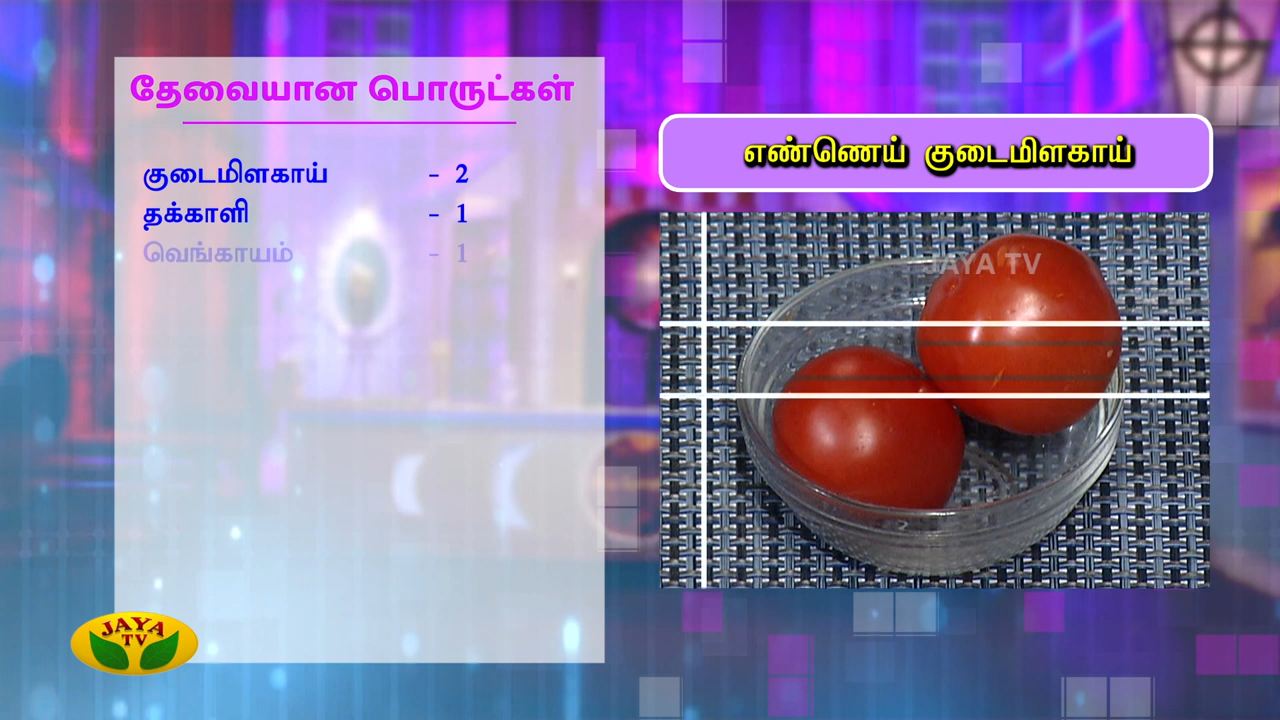 தேவையான பொருட்கள்
குடைமிளகாய் - 2
தக்காளி - 1
வெங்காயம் - 1
எண்ணெய் குடைமிளகாய்
JAYA TV
JAYA
TV